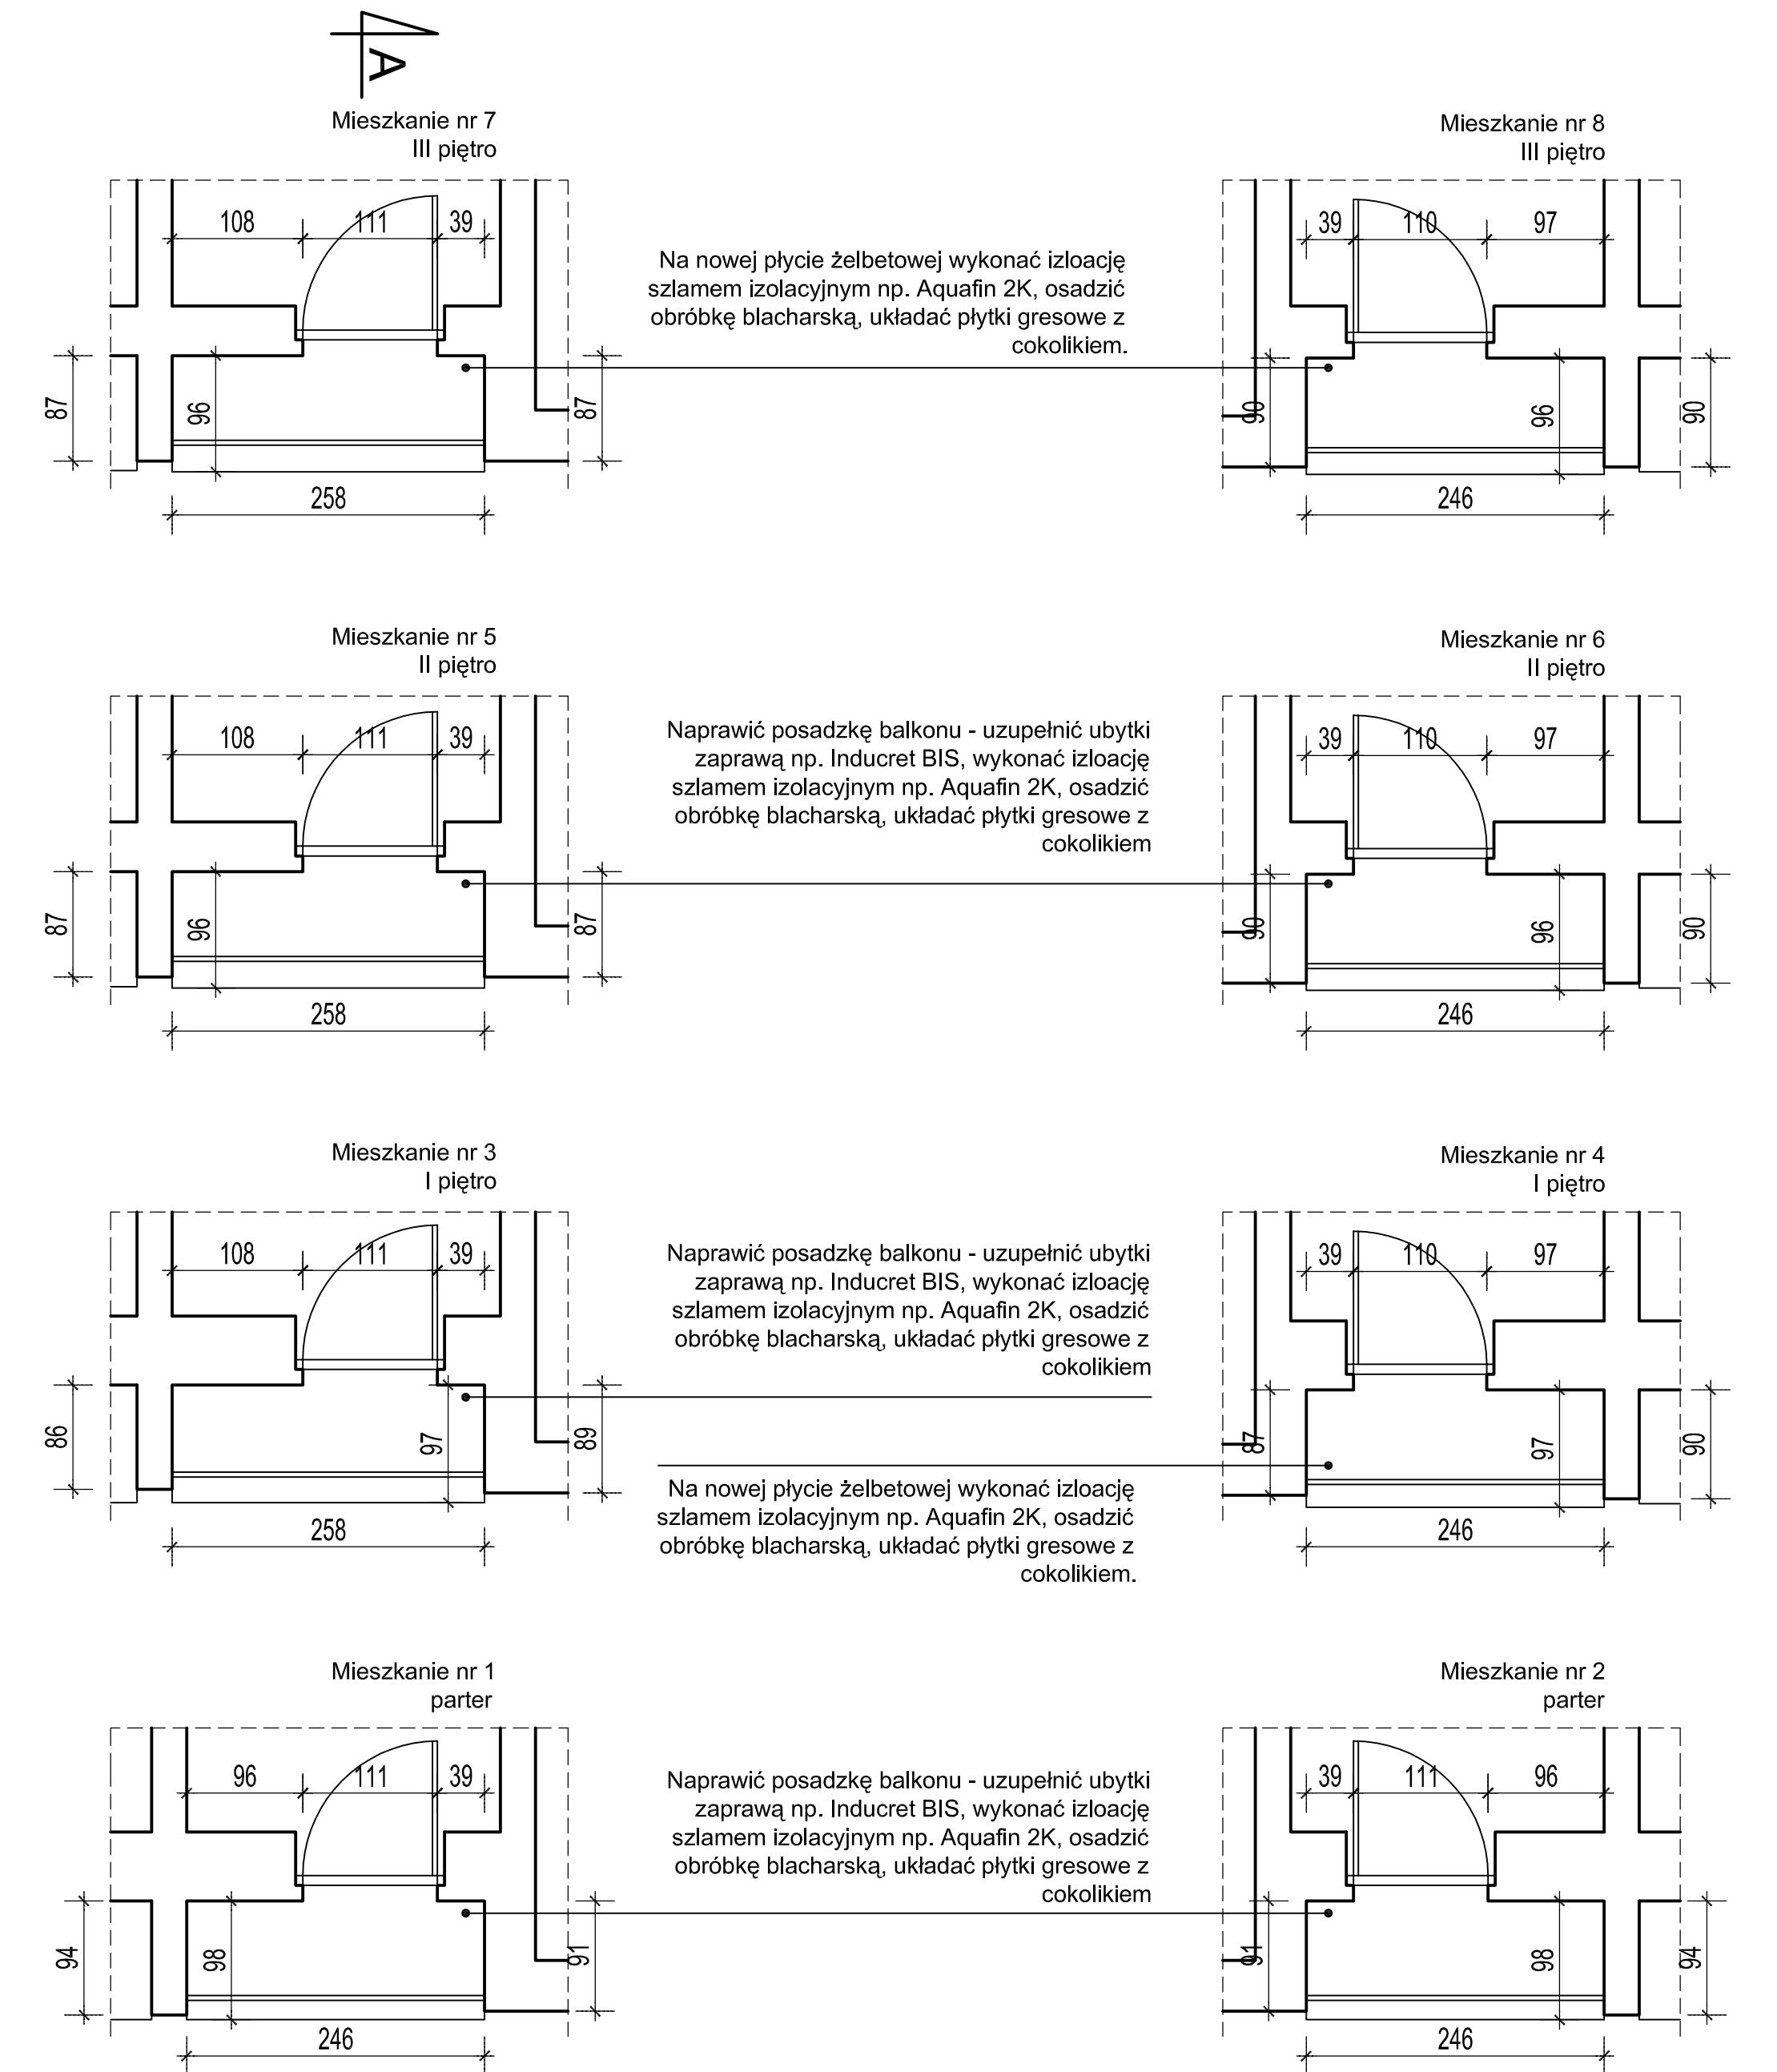 A
Mieszkanie nr 7
III piętro
Mieszkanie nr 8
III piętro
108 111 39
39 110 97
Na nowej płycie żelbetowej wykonać izloację
szlamem izolacyjnym np. Aquafin 2K, osadzić
obróbkę blacharską, układać płytki gresowe z
cokolikiem.
87 96 87
90 96 90
258
246
Mieszkanie nr 5
II piętro
Mieszkanie nr 6
II piętro
108 111 39
39 110 97
Naprawić posadzkę balkonu - uzupełnić ubytki
zaprawą np. Inducret BIS, wykonać izloację
szlamem izolacyjnym np. Aquafin 2K, osadzić
obróbkę blacharską, układać płytki gresowe z
cokolikiem
87 96 87
90 96 90
258
246
Mieszkanie nr 3
I piętro
Mieszkanie nr 4
I piętro
108 111 39
39 110 97
Naprawić posadzkę balkonu - uzupełnić ubytki
zaprawą np. Inducret BIS, wykonać izloację
szlamem izolacyjnym np. Aquafin 2K, osadzić
obróbkę blacharską, układać płytki gresowe z
cokolikiem
86 97 89
87 97 90
Na nowej płycie żelbetowej wykonać izloację
szlamem izolacyjnym np. Aquafin 2K, osadzić
obróbkę blacharską, układać płytki gresowe z
cokolikiem.
258
246
Mieszkanie nr 1
parter
Mieszkanie nr 2
parter
96 111 39
39 111 96
Naprawić posadzkę balkonu - uzupełnić ubytki
zaprawą np. Inducret BIS, wykonać izloację
szlamem izolacyjnym np. Aquafin 2K, osadzić
obróbkę blacharską, układać płytki gresowe z
cokolikiem
94 98 91
91 98 94
246
246